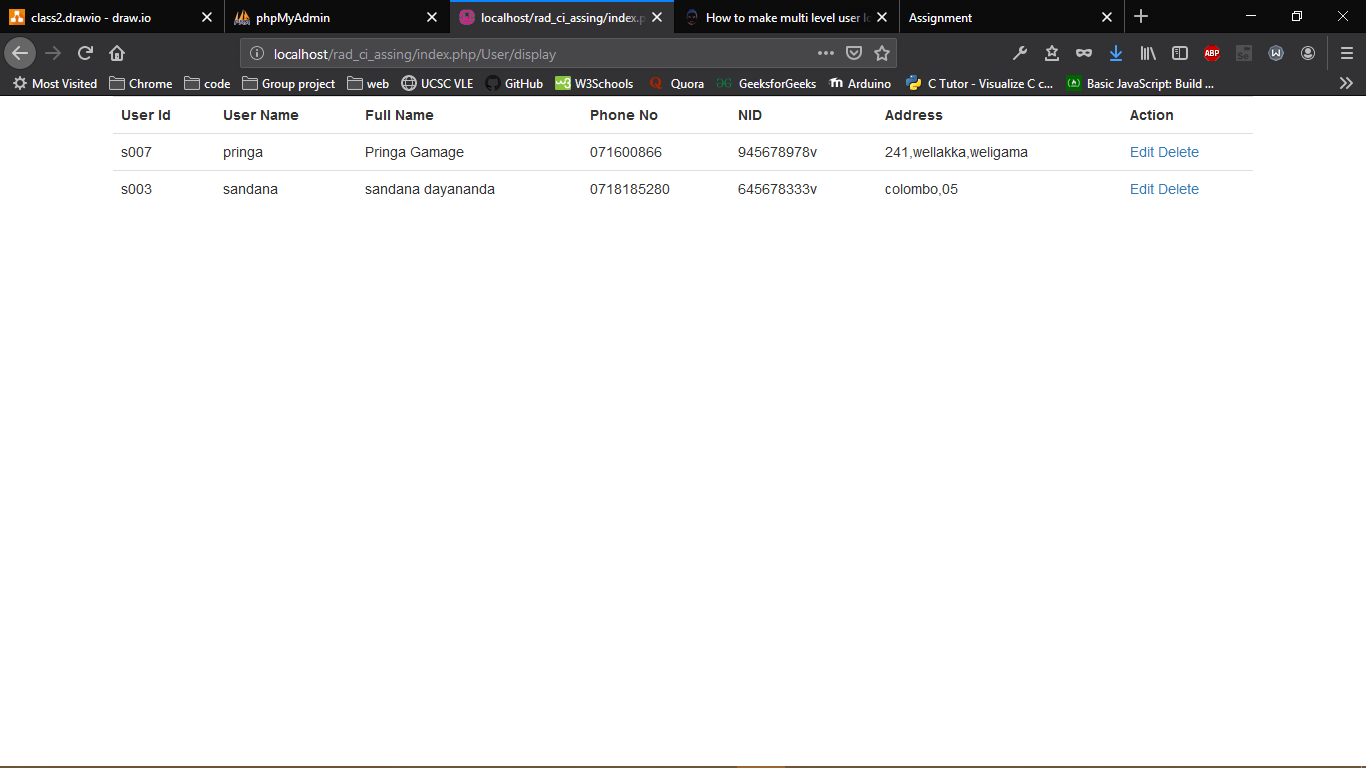 class2.drawio - draw.io
phpMyAdmin
localhost/rad_ci_assing/index.p
How to make multi level user l
Assignment
localhost/rad_ci_assing/index.php/User/display
ABP
Most Visited Chrome code Group project web UCSC VLE GitHub W3Schools Quora GeeksforGeeks Arduino C Tutor - Visualize C c... Basic JavaScript: Build ...
User Id User Name Full Name Phone No NID Address Action
s007 pringa Pringa Gamage 071600866 945678978v 241,wellakka,weligama Edit Delete
s003 sandana sandana dayananda 0718185280 645678333v colombo,05 Edit Delete